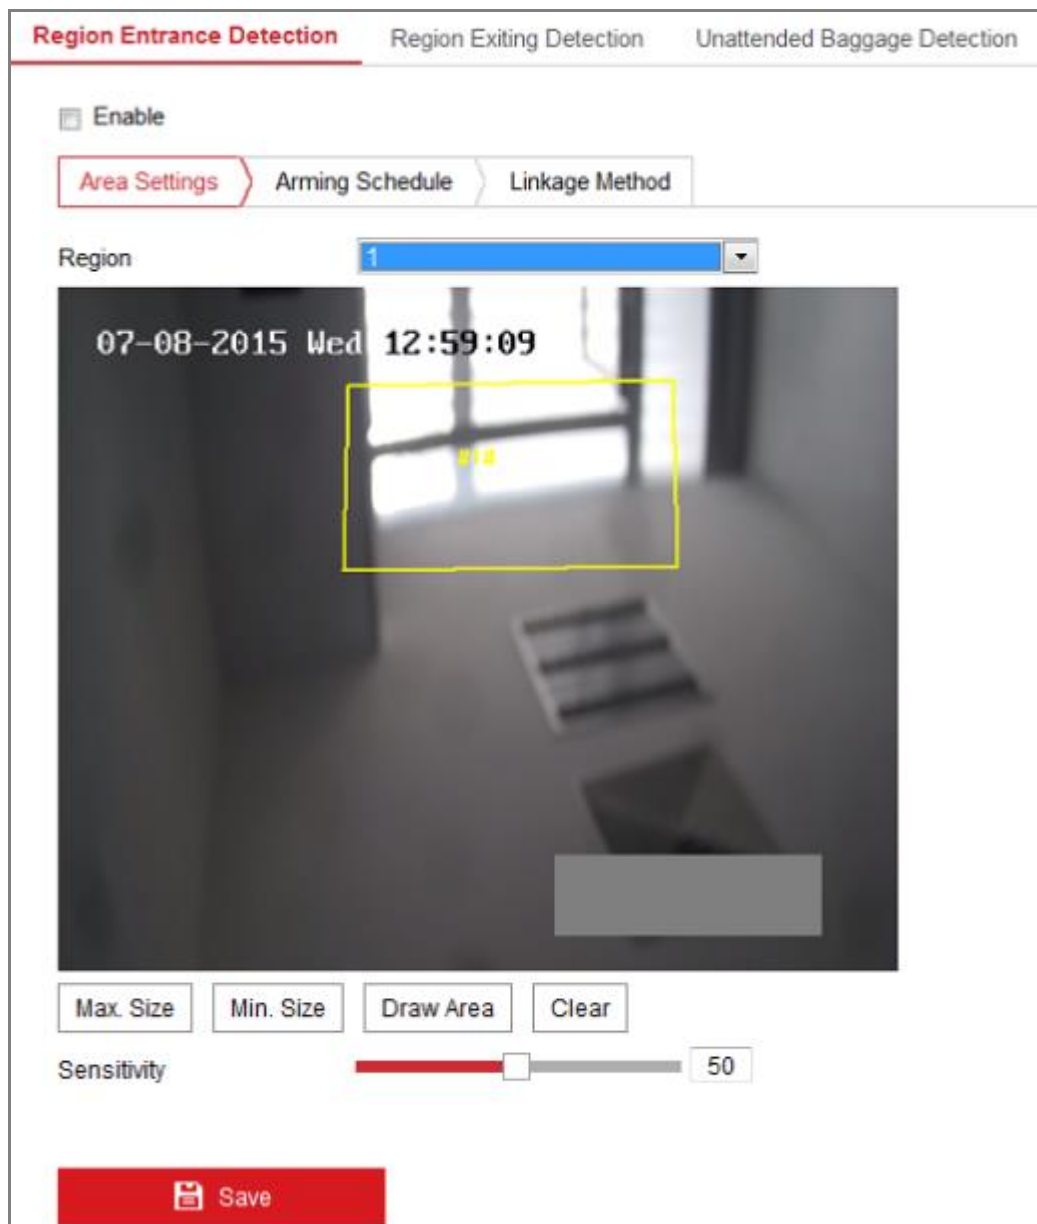 Region Entrance Detection Region Exiting Detection Unattended Baggage Detection
Enable
Area Settings Arming Schedule Linkage Method
Region 1
07-08-2015 Wed 12:59:09
#1#
Max. Size Min. Size Draw Area Clear
Sensitivity 50
Save